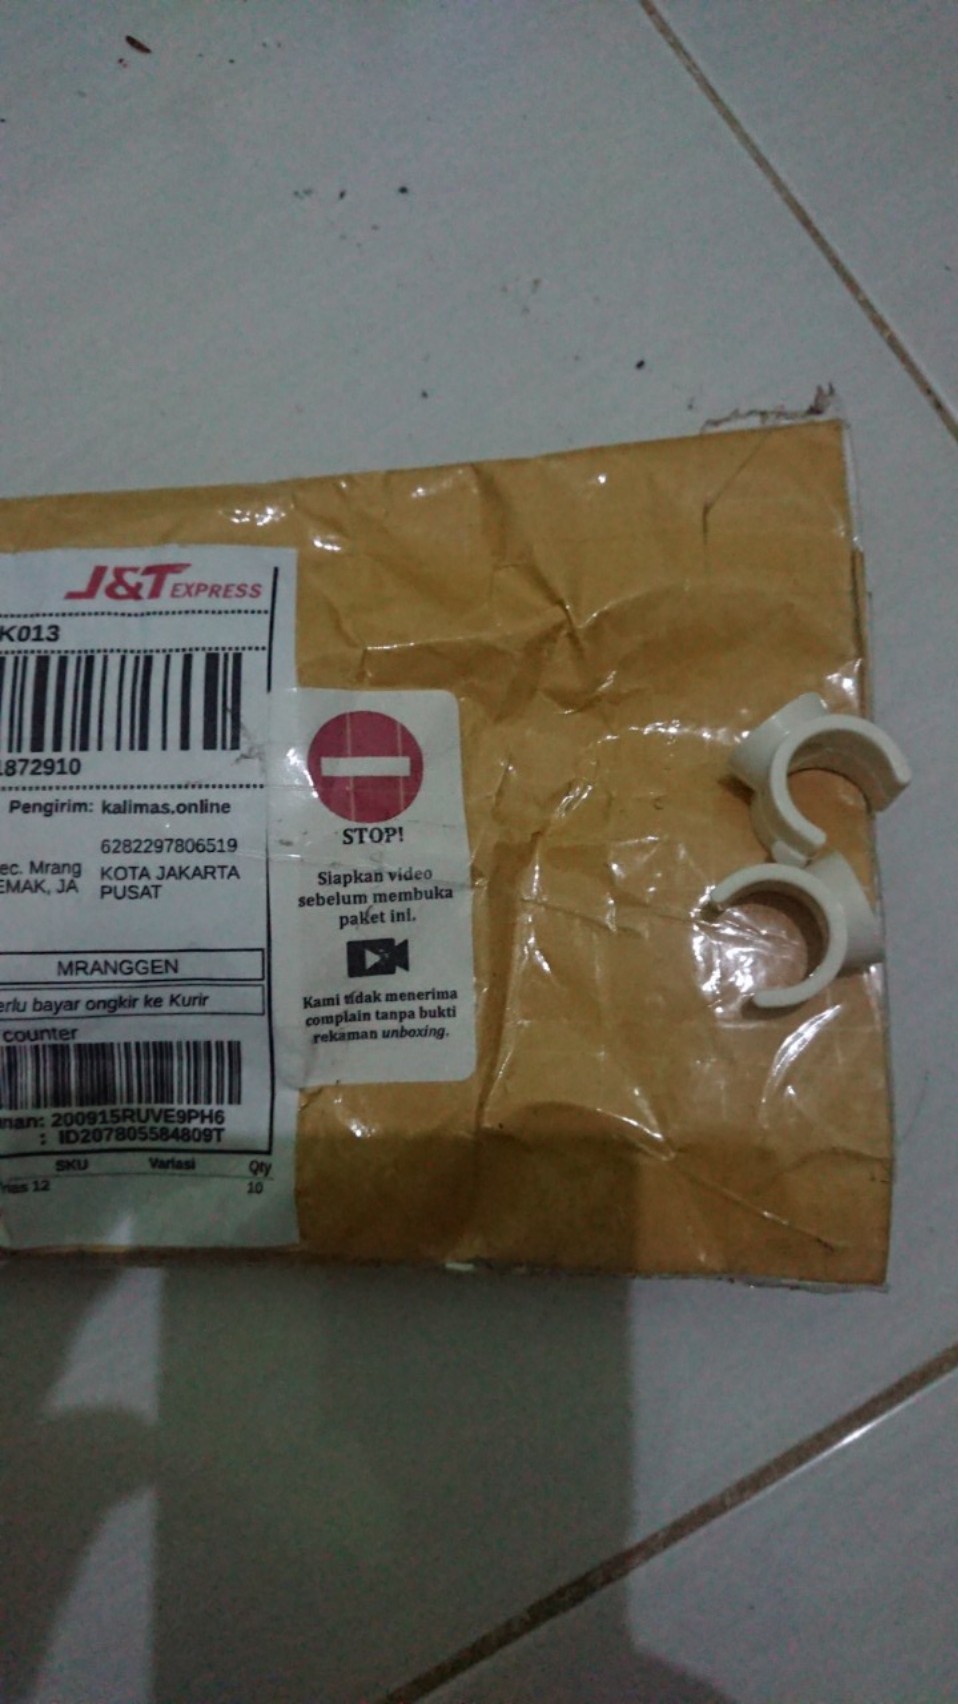 J&T EXPRESS
K013
1872910
Pengirim: kalimas.online
6282297806519
ec. Mrang KOTA JAKARTA
EMAK, JA PUSAT
MRANGGEN
erlu bayar ongkir ke Kurir
counter
nan: 200915RUVE9PH6
: ID207805584809T
SKU Variasi Qty
12 10
STOP!
Siapkan video
sebelum membuka
paket ini.
Kami tidak menerima
complain tanpa bukti
rekaman unboxing.